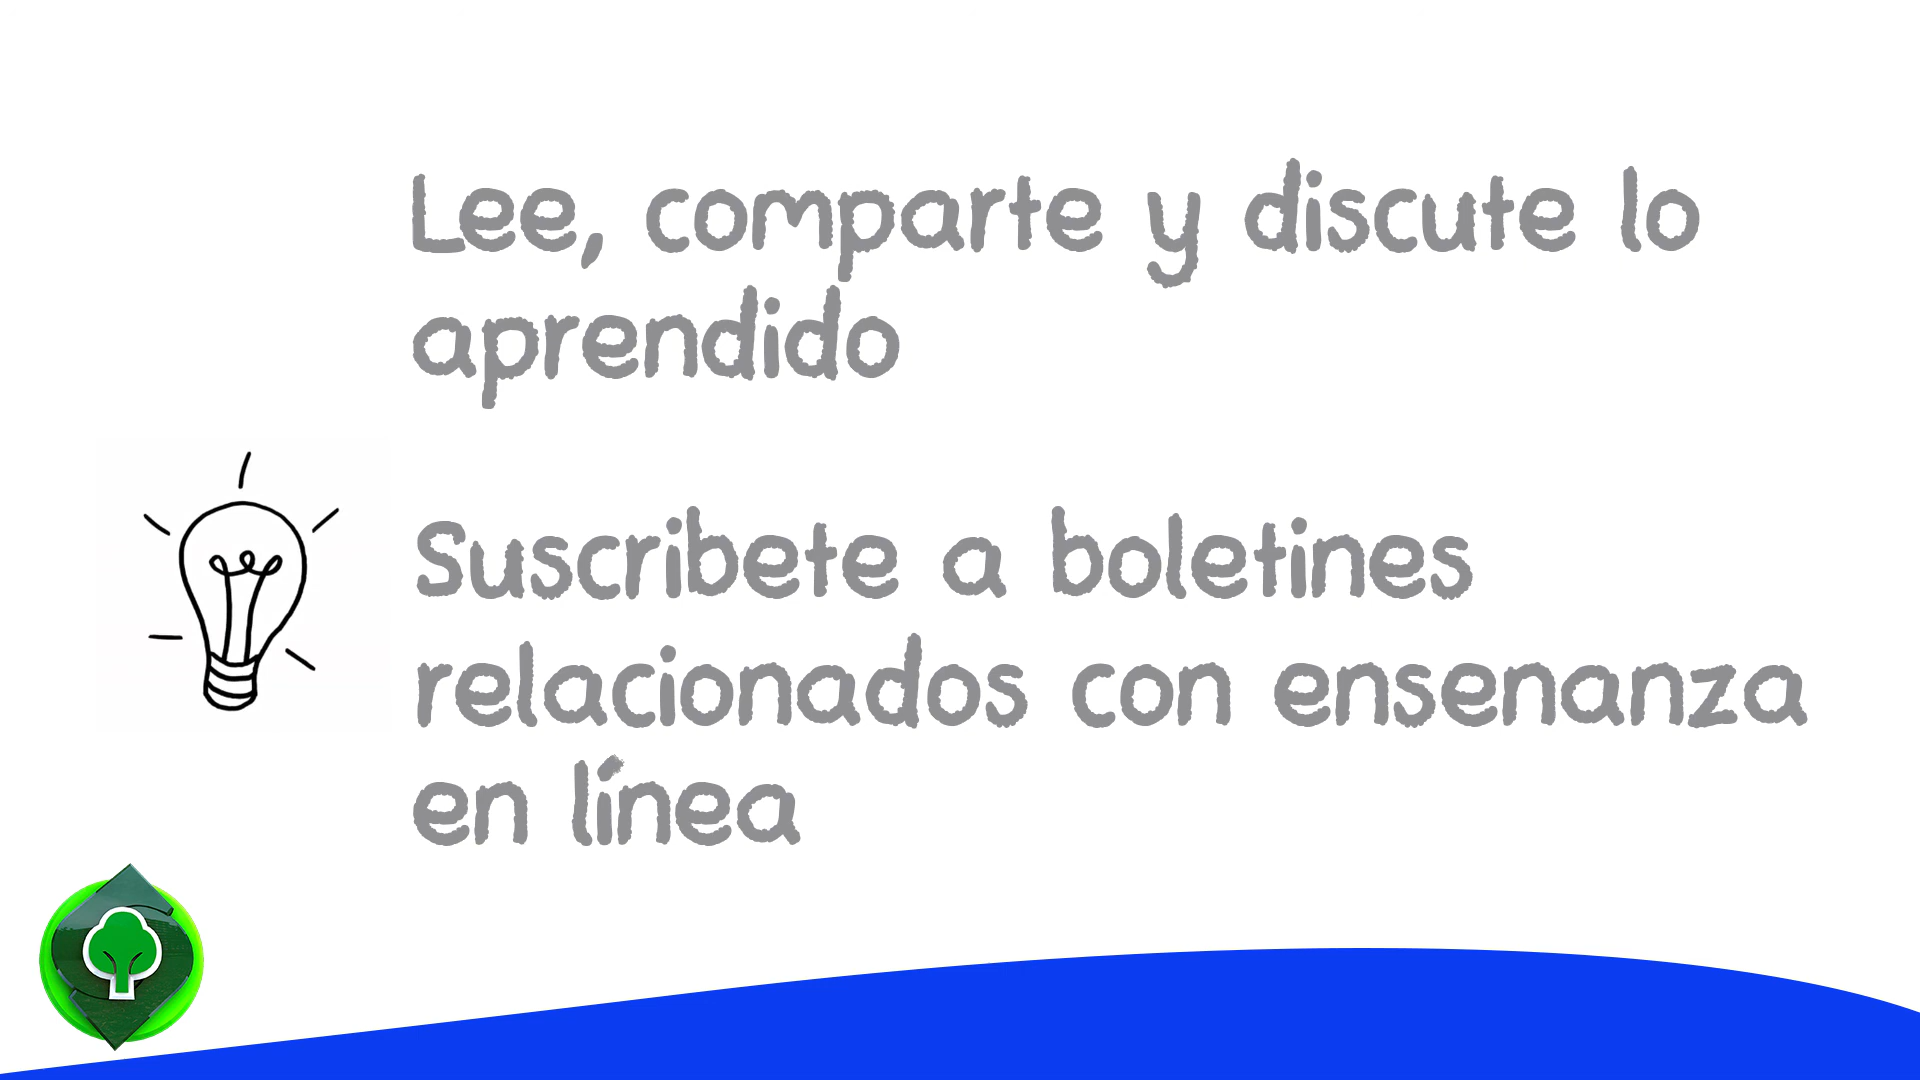 Lee, comparte y discute lo
aprendido
Suscribete a boletines
relacionados con ensenanza
en línea